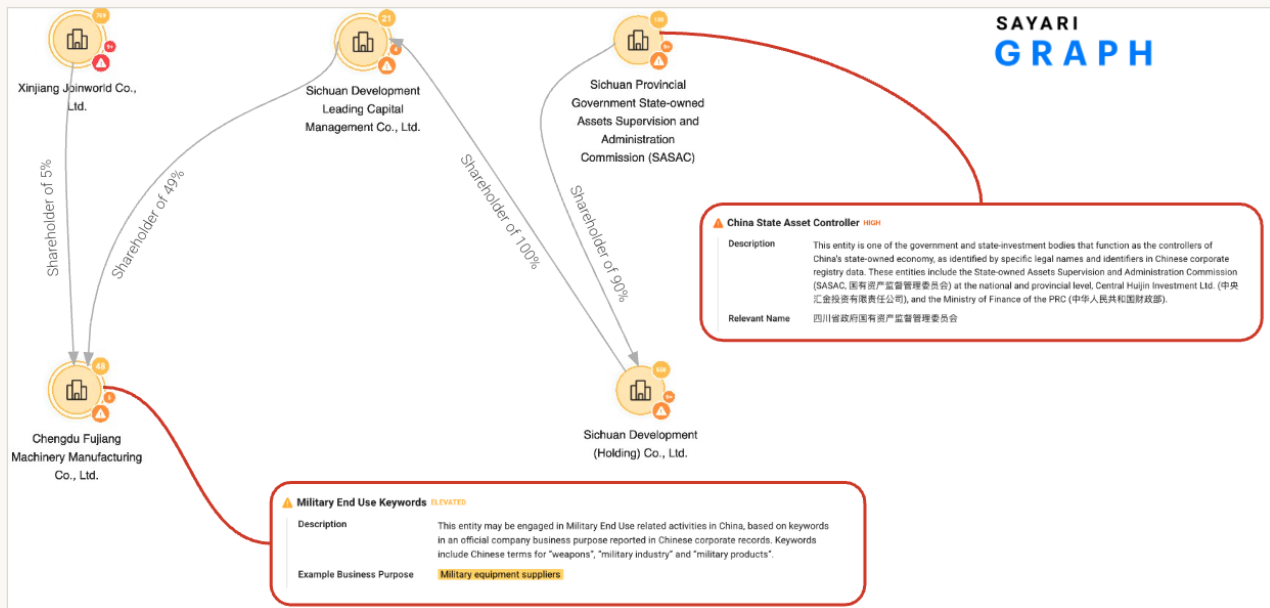 SAYARI
GRAPH
21
4
9+
9+
Xinjiang Joinworld Co.,
Ltd.
Sichuan Development
Leading Capital
Management Co., Ltd.
Sichuan Provincial
Government State-owned
Assets Supervision and
Administration
Commission (SASAC)
Shareholder of 5%
Shareholder of 49%
Shareholder of 100%
Shareholder of 90%
China State Asset Controller HIGH
Description
This entity is one of the government and state-investment bodies that function as the controllers of
China's state-owned economy, as identified by specific legal names and identifiers in Chinese corporate
registry data. These entities include the State-owned Assets Supervision and Administration Commission
(SASAC, 国有资产监督管理委员会) at the national and provincial level, Central Huijin Investment Ltd. (中央
汇金投资有限责任公司), and the Ministry of Finance of the PRC (中华人民共和国财政部).
Relevant Name
四川省政府国有资产监督管理委员会
46
9+
Chengdu Fujiang
Machinery Manufacturing
Co., Ltd.
Sichuan Development
(Holding) Co., Ltd.
Military End Use Keywords ELEVATED
Description
This entity may be engaged in Military End Use related activities in China, based on keywords
in an official company business purpose reported in Chinese corporate records. Keywords
include Chinese terms for "weapons", "military industry" and "military products".
Example Business Purpose
Military equipment suppliers